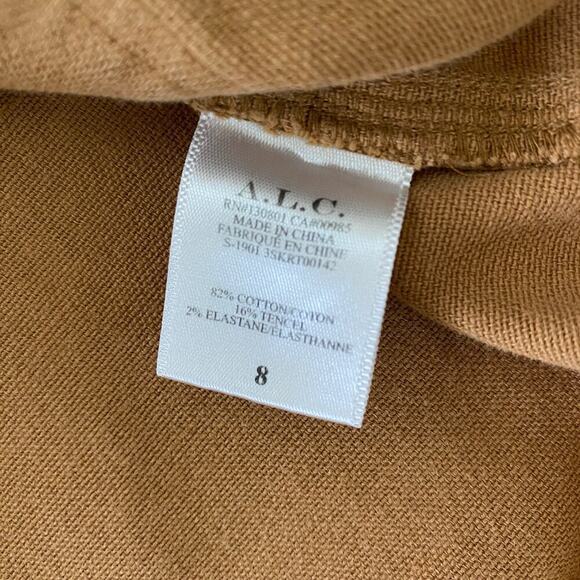 A.L.C.
RN#130801 CA#00985
MADE IN CHINA
FABRIQUÉ EN CHINE
S-1901 3SKRT00142
82% COTTON/COTON
16% TENCEL
2% ELASTANE/ÉLASTHANNE
8